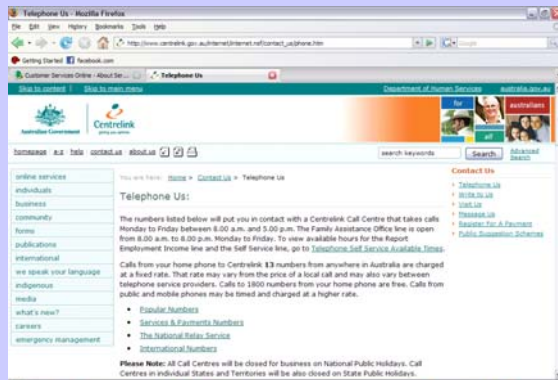 Telephone Us - Mozilla Firefox
File Edit View History Bookmarks Tools Help
http://www.centrelink.gov.au/internet/internet.nsf/contact_us/phone.htm
Getting Started facebook.com
Customer Services Online - About Ser... Telephone Us
Skip to content | Skip to main menu Department of Human Services australia.gov.au
for australians
Australian Government Centrelink
giving you options
all
homepage a-z help contact us about us search keywords Search Advanced Search
online services
individuals
business
community
forms
publications
international
we speak your language
indigenous
media
what's new?
careers
emergency management
You are here: Home > Contact Us > Telephone Us
Telephone Us:
The numbers listed below will put you in contact with a Centrelink Call Centre that takes calls
Monday to Friday between 8.00 a.m. and 5.00 p.m. The Family Assistance Office line is open
from 8.00 a.m. to 8.00 p.m. Monday to Friday. To view available hours for the Report
Employment Income line and the Self Service line, go to Telephone Self Service Available Times.
Calls from your home phone to Centrelink 13 numbers from anywhere in Australia are charged
at a fixed rate. That rate may vary from the price of a local call and may also vary between
telephone service providers. Calls to 1800 numbers from your home phone are free. Calls from
public and mobile phones may be timed and charged at a higher rate.
Popular Numbers
Services & Payments Numbers
The National Relay Service
International Numbers
Please Note: All Call Centres will be closed for business on National Public Holidays. Call
Centres in individual States and Territories will be also closed on State Public Holidays.
Contact Us
Telephone Us
Write to Us
Visit Us
Message Us
Register For A Payment
Public Suggestion Schemes